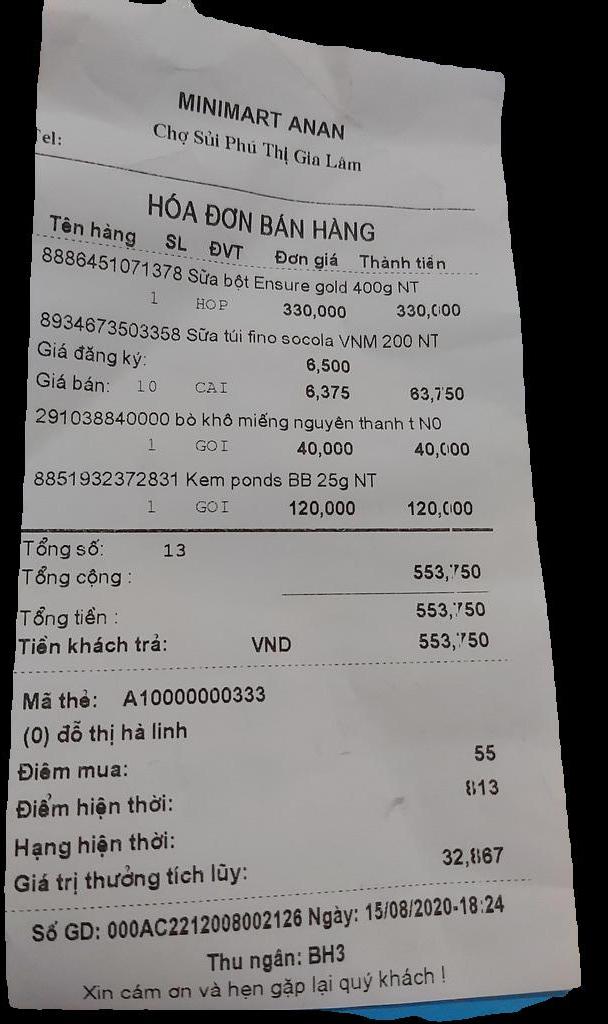 MINIMART ANAN
Chợ Sủi Phú Thị Gia Lâm
Tel:
HÓA ĐƠN BÁN HÀNG
Tên hàng SL ĐVT Đơn giá Thành tiền
8886451071378 Sữa bột Ensure gold 400g NT
1 HOP 330,000 330,000
8934673503358 Sữa túi fino socola VNM 200 NT
Giá đăng ký: 6,500
Giá bán: 10 CAI 6,375 63,750
291038840000 bò khô miếng nguyên thanh t N0
1 GOI 40,000 40,000
8851932372831 Kem ponds BB 25g NT
1 GOI 120,000 120,000
Tổng số: 13
Tổng cộng : 553,750
Tổng tiền : 553,750
Tiền khách trả: VND 553,750
Mã thẻ: A10000000333
(0) đỗ thị hà linh
Điểm mua: 55
Điểm hiện thời: 813
Hạng hiện thời:
Giá trị thưởng tích lũy: 32,867
Số GD: 000AC2212008002126 Ngày: 15/08/2020-18:24
Thu ngân: BH3
Xin cám ơn và hẹn gặp lại quý khách !